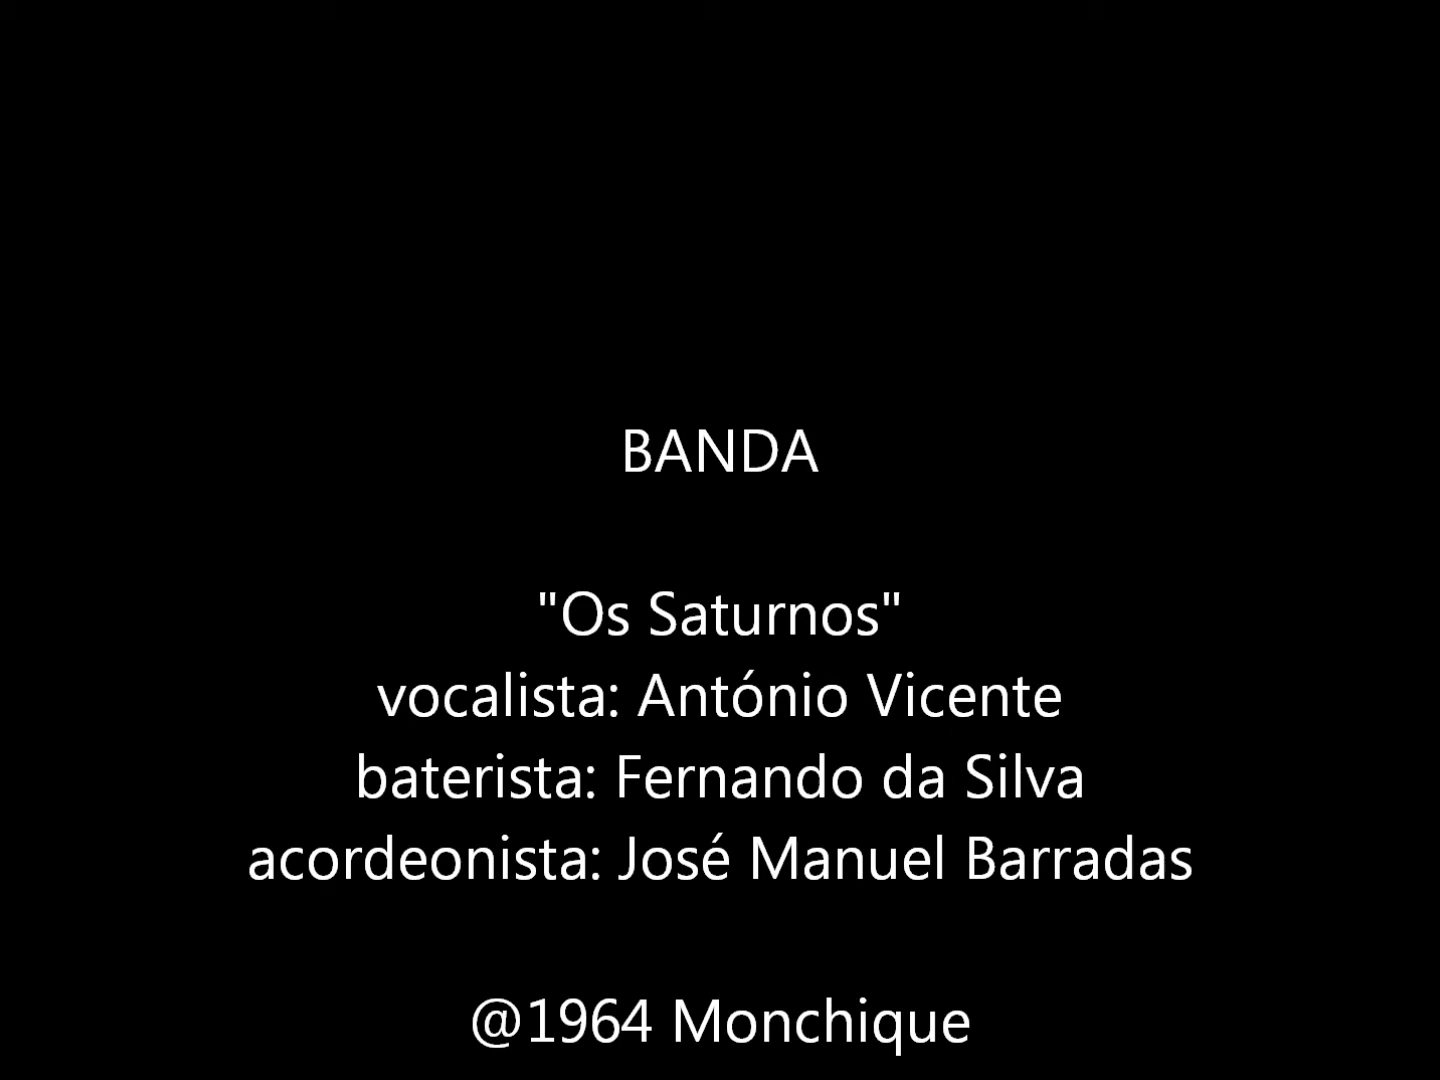 BANDA
"Os Saturnos"
vocalista: António Vicente
baterista: Fernando da Silva
acordeonista: José Manuel Barradas
@1964 Monchique